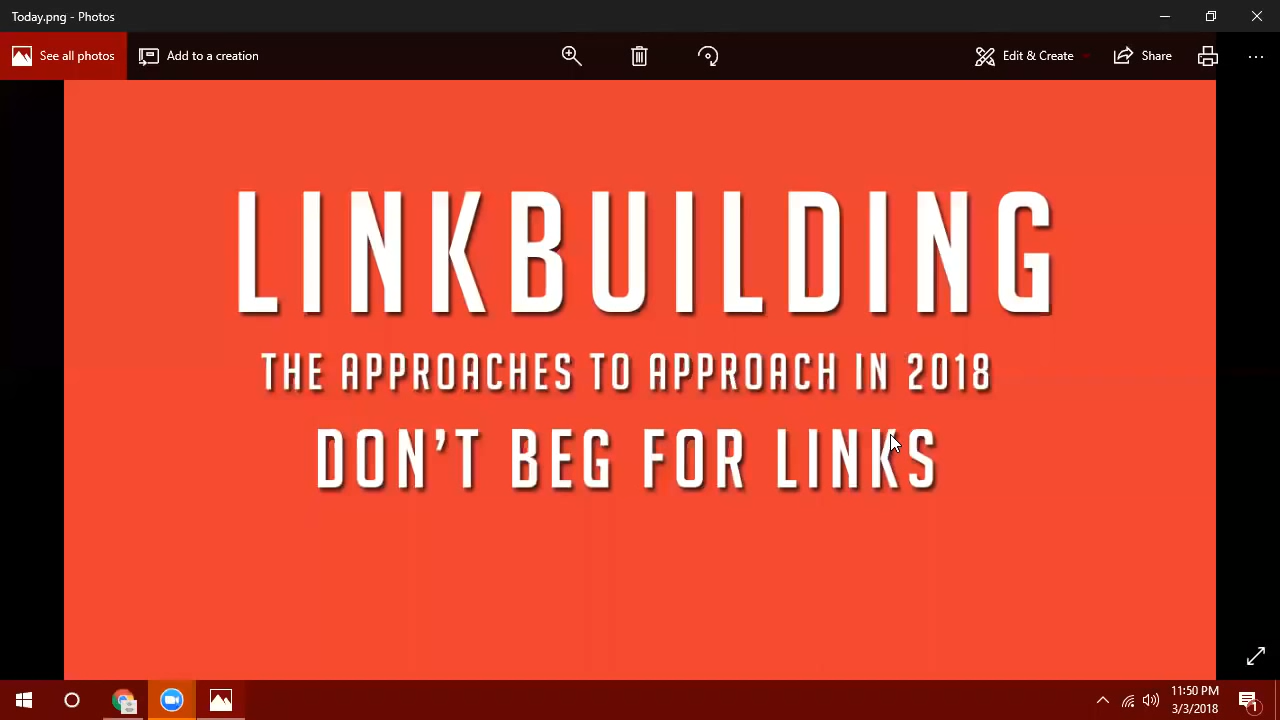 Today.png - Photos
See all photos
Add to a creation
Edit & Create
Share
LINKBUILDING
THE APPROACHES TO APPROACH IN 2018
DON'T BEG FOR LINKS
11:50 PM
3/3/2018
1